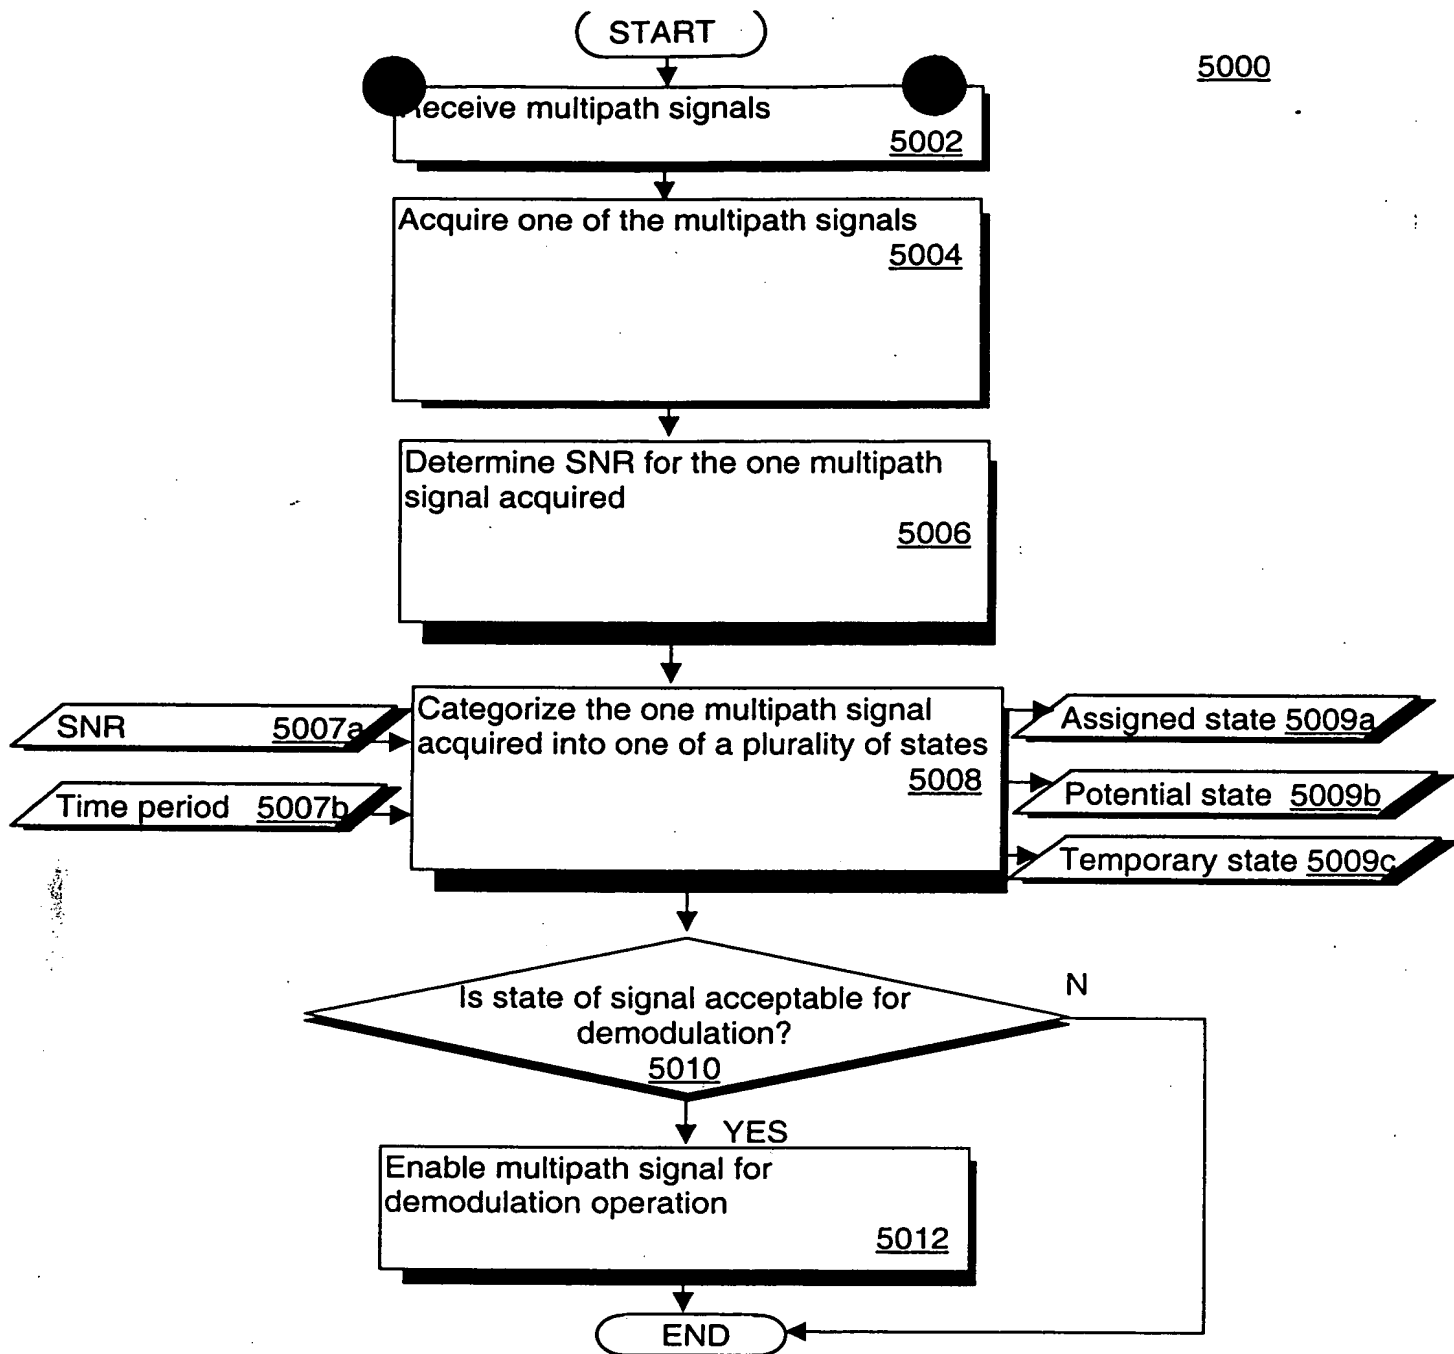 START
5000
Receive multipath signals
5002
Acquire one of the multipath signals
5004
Determine SNR for the one multipath
signal acquired
5006
Categorize the one multipath signal
acquired into one of a plurality of states
5008
SNR 5007a
Time period 5007b
Assigned state 5009a
Potential state 5009b
Temporary state 5009c
Is state of signal acceptable for
demodulation?
5010
N
YES
Enable multipath signal for
demodulation operation
5012
END